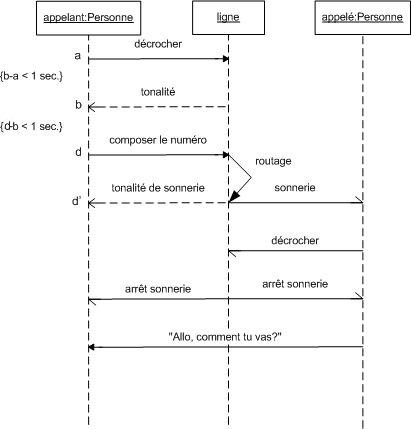 appelant:Personne
ligne
appelé:Personne
décrocher
a
{b-a < 1 sec.}
tonalité
b
{d-b < 1 sec.}
composer le numéro
d
routage
tonalité de sonnerie
sonnerie
d'
décrocher
arrêt sonnerie
arrêt sonnerie
"Allo, comment tu vas?"